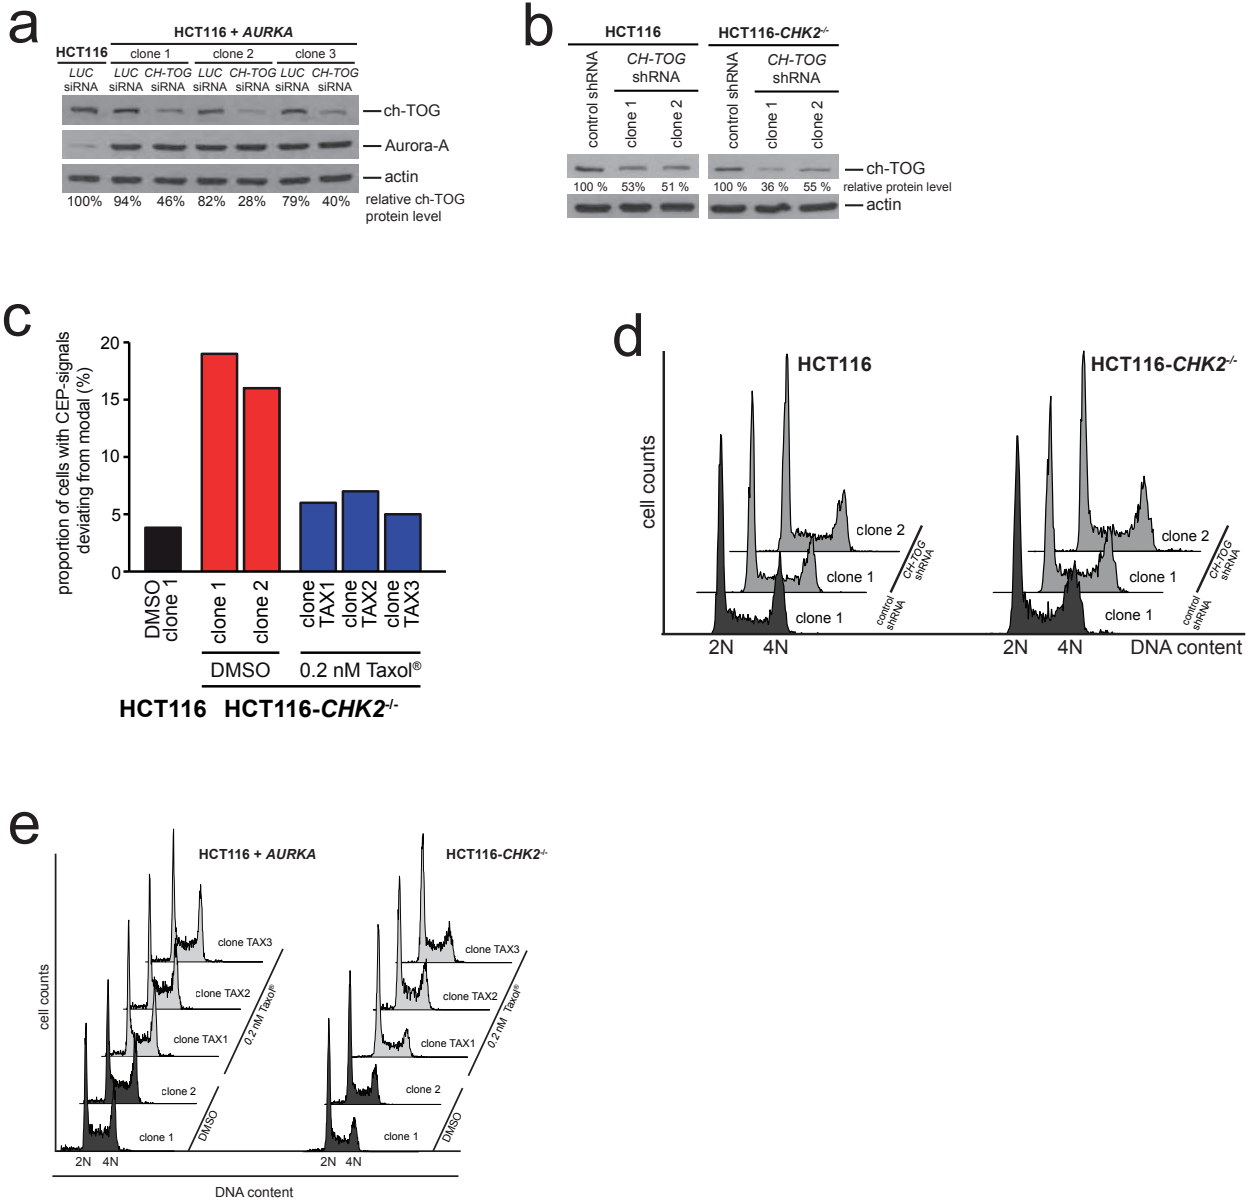 a
HCT116 + AURKA
HCT116 clone 1 clone 2 clone 3
LUC LUC CH-TOG LUC CH-TOG LUC CH-TOG
siRNA siRNA siRNA siRNA siRNA siRNA siRNA
ch-TOG
Aurora-A
actin
100% 94% 46% 82% 28% 79% 40% relative ch-TOG
protein level
b
HCT116 HCT116-CHK2-/-
control shRNA
CH-TOG
shRNA
clone 1
clone 2
control shRNA
CH-TOG
shRNA
clone 1
clone 2
ch-TOG
100 % 53% 51 % 100 % 36 % 55 % relative protein level
actin
c
proportion of cells with CEP-signals
deviating from modal (%)
20
15
10
5
0
DMSO
clone 1
clone 1
clone 2
clone
TAX1
clone
TAX2
clone
TAX3
DMSO 0.2 nM Taxol®
HCT116 HCT116-CHK2-/-
d
cell counts
HCT116
clone 2
clone 1
clone 1
CH-TOG
shRNA
control
shRNA
2N 4N
HCT116-CHK2-/-
clone 2
clone 1
clone 1
CH-TOG
shRNA
control
shRNA
2N 4N DNA content
e
cell counts
HCT116 + AURKA
clone TAX3
clone TAX2
clone TAX1
0.2 nM Taxol®
clone 2
clone 1
DMSO
2N 4N
HCT116-CHK2-/-
clone TAX3
clone TAX2
clone TAX1
0.2 nM Taxol®
clone 2
clone 1
DMSO
2N 4N
DNA content